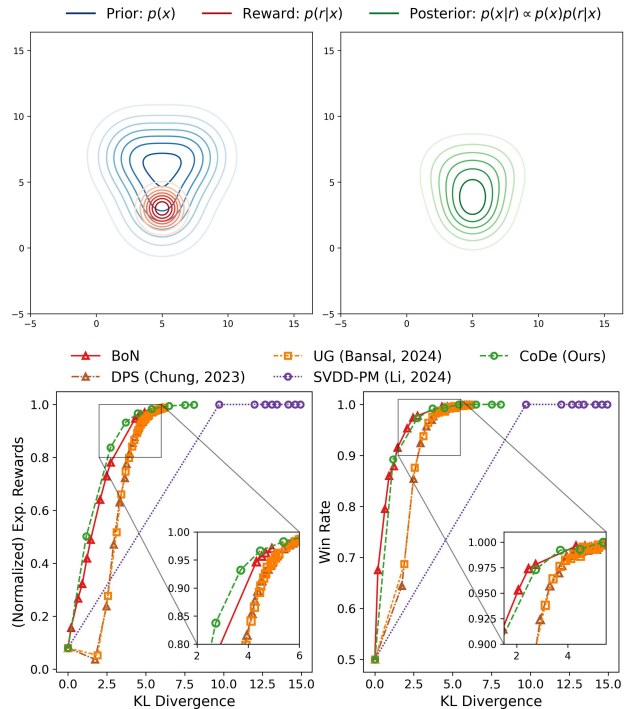 Prior: p(x) Reward: p(r|x) Posterior: p(x|r) ∝ p(x)p(r|x)
15
10
5
0
−5
−5 0 5 10 15
15
10
5
0
−5
−5 0 5 10 15
BoN UG (Bansal, 2024) CoDe (Ours)
DPS (Chung, 2023) SVDD-PM (Li, 2024)
(Normalized) Exp. Rewards
1.0
0.8
0.6
0.4
0.2
0.0
0.0 2.5 5.0 7.5 10.0 12.5 15.0
KL Divergence
1.00
0.95
0.90
0.85
0.80
2 4 6
Win Rate
1.0
0.9
0.8
0.7
0.6
0.5
0.0 2.5 5.0 7.5 10.0 12.5 15.0
KL Divergence
1.000
0.975
0.950
0.925
0.900
2 4